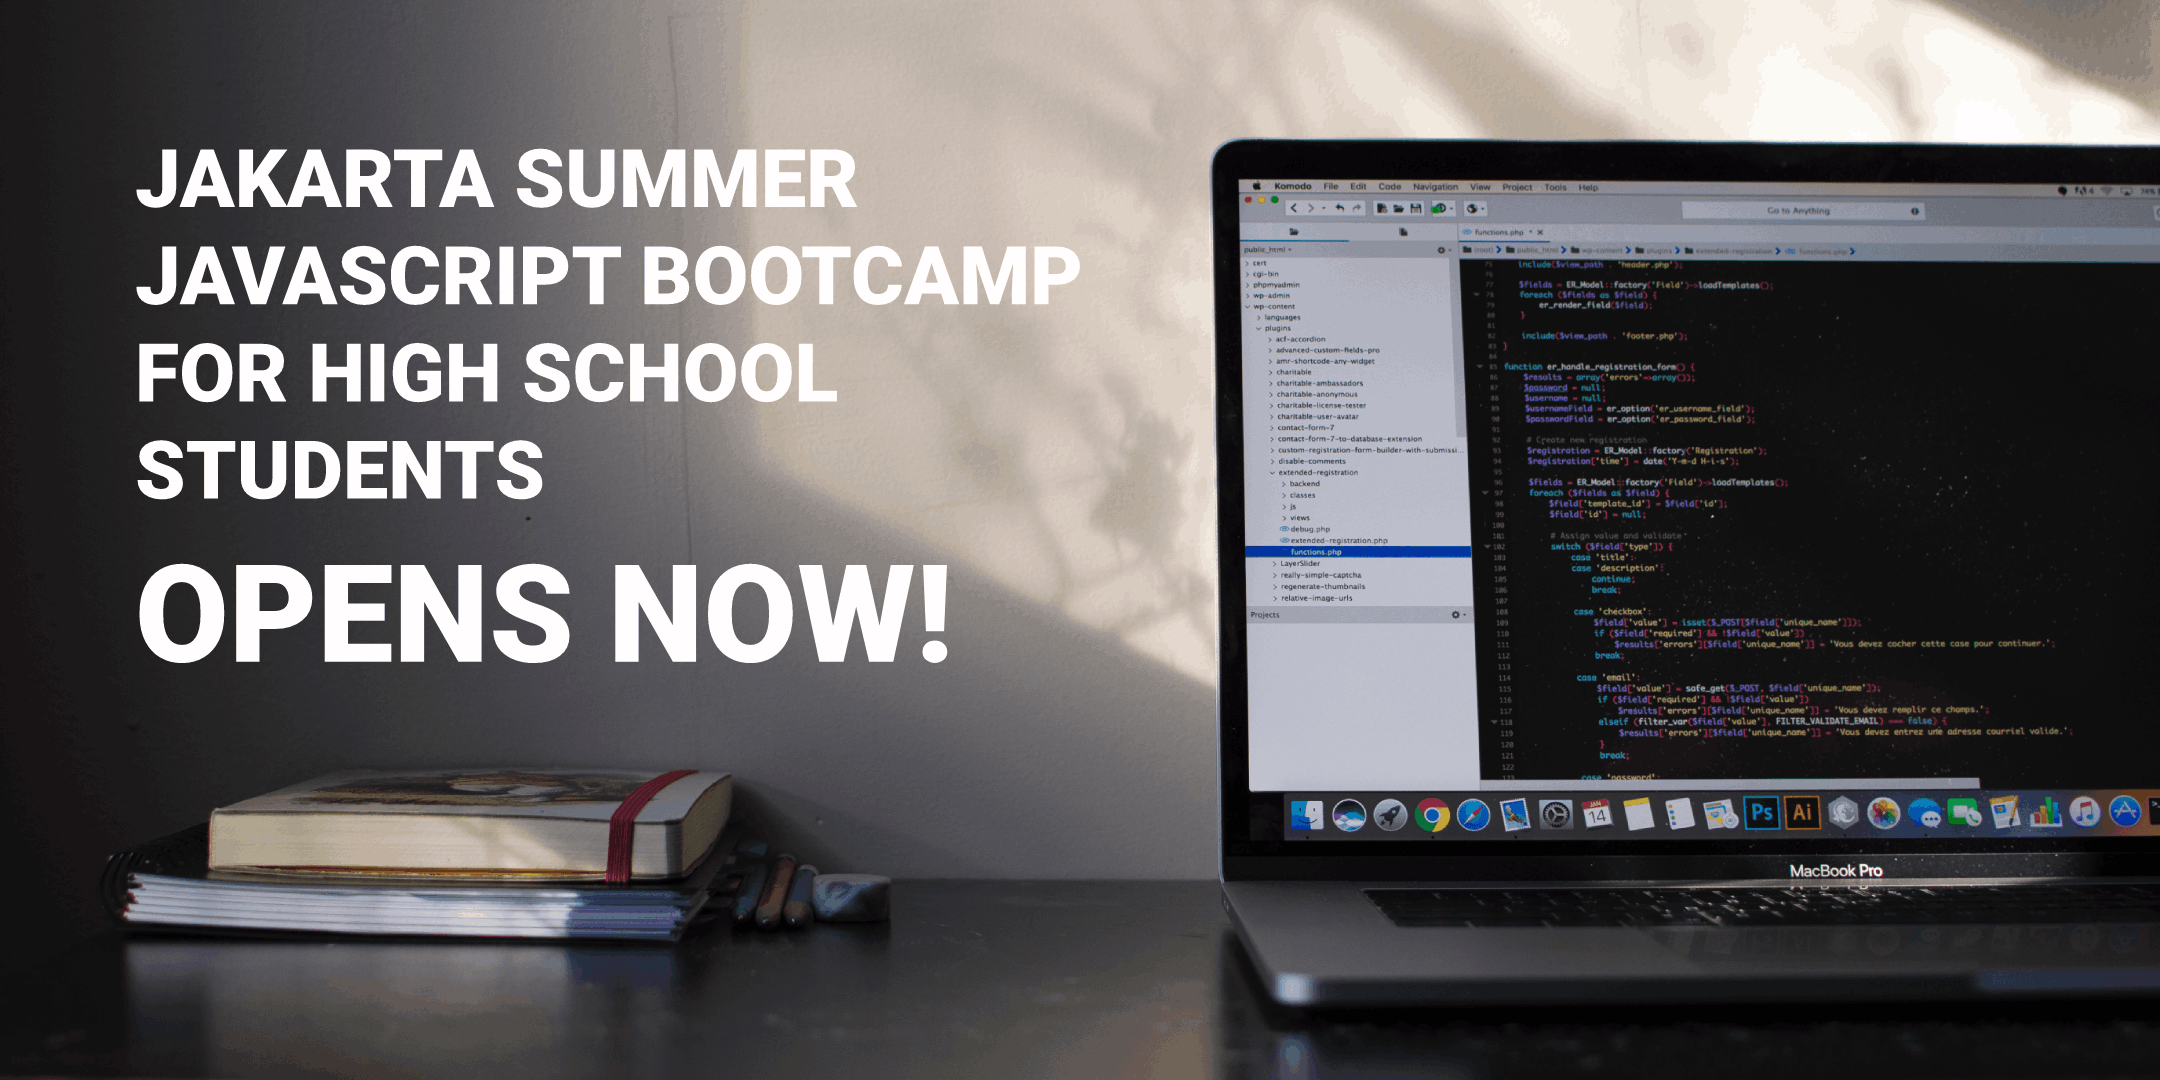 JAKARTA SUMMER
JAVASCRIPT BOOTCAMP
FOR HIGH SCHOOL
STUDENTS
OPENS NOW!
Komodo File Edit Code Navigation View Project Tools Help
Go to Anything
functions.php
public_html
cert
cgi-bin
phpmyadmin
wp-admin
wp-content
languages
plugins
acf-accordion
advanced-custom-fields-pro
amr-shortcode-any-widget
charitable
charitable-ambassadors
charitable-anonymous
charitable-license-tester
charitable-user-avatar
contact-form-7
contact-form-7-to-database-extension
custom-registration-form-builder-with-submissi...
disable-comments
extended-registration
backend
classes
js
views
debug.php
extended-registration.php
functions.php
LayerSlider
really-simple-captcha
regenerate-thumbnails
relative-image-urls
Projects
(root) public_html wp-content plugins extended-registration functions.php
include($view_path . 'header.php');
$fields = ER_Model::factory('Field')->loadTemplates();
foreach ($fields as $field) {
er_render_field($field);
}
include($view_path . 'footer.php');
}
function er_handle_registration_form() {
$results = array('errors'=>array());
$password = null;
$username = null;
$usernameField = er_option('er_username_field');
$passwordField = er_option('er_password_field');
# Create new registration
$registration = ER_Model::factory('Registration');
$registration['time'] = date('Y-m-d H-i-s');
$fields = ER_Model::factory('Field')->loadTemplates();
foreach ($fields as $field) {
$field['template_id'] = $field['id'];
$field['id'] = null;
# Assign value and validate
switch ($field['type']) {
case 'title':
case 'description':
continue;
break;
case 'checkbox':
$field['value'] = isset($_POST[$field['unique_name']]);
if ($field['required'] && !$field['value'])
$results['errors'][$field['unique_name']] = 'Vous devez cocher cette case pour continuer.';
break;
case 'email':
$field['value'] = safe_get($_POST, $field['unique_name']);
if ($field['required'] && !$field['value'])
$results['errors'][$field['unique_name']] = 'Vous devez remplir ce champs.';
elseif (filter_var($field['value'], FILTER_VALIDATE_EMAIL) === false) {
$results['errors'][$field['unique_name']] = 'Vous devez entrez une adresse courriel valide.';
}
break;
case 'password':
JAN
14
Ps
Ai
MacBook Pro